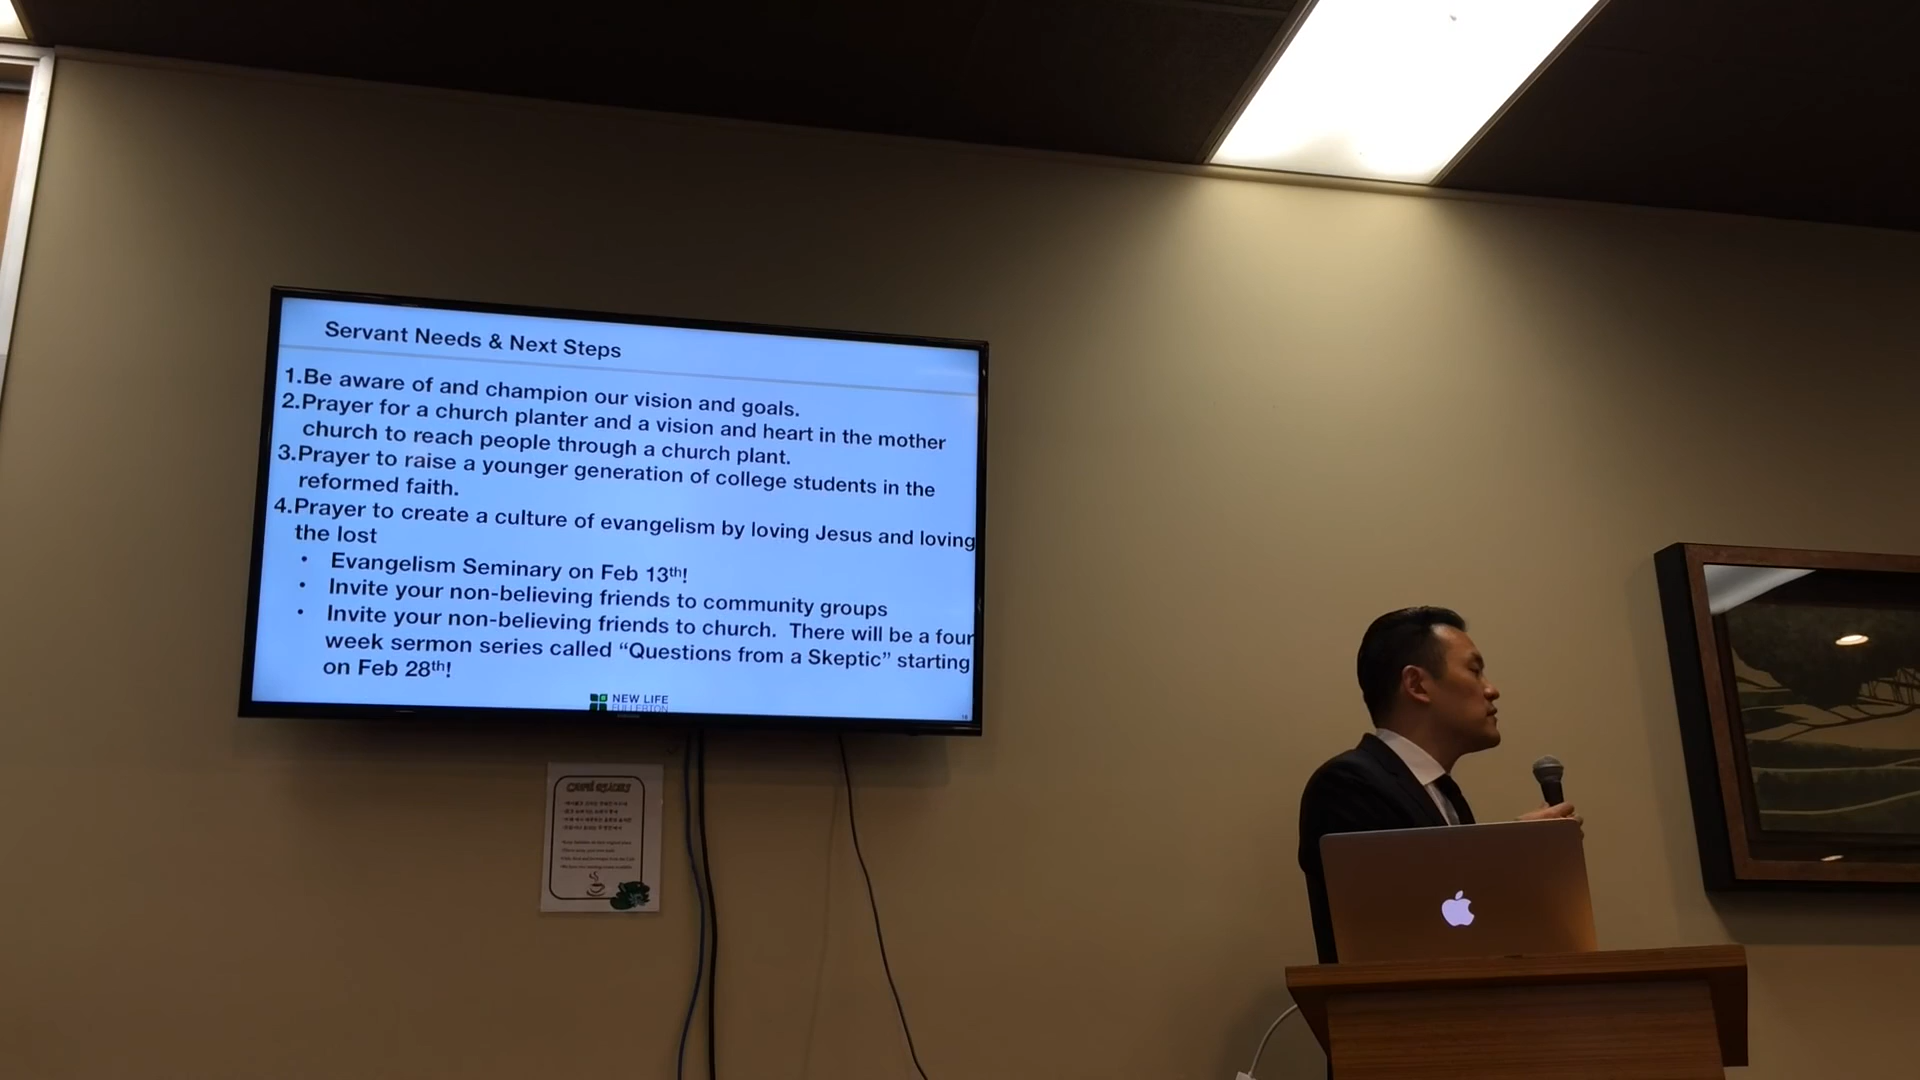 Servant Needs & Next Steps
1.Be aware of and champion our vision and goals.
2.Prayer for a church planter and a vision and heart in the mother
church to reach people through a church plant.
3.Prayer to raise a younger generation of college students in the
reformed faith.
4.Prayer to create a culture of evangelism by loving Jesus and loving
the lost
• Evangelism Seminary on Feb 13th!
• Invite your non-believing friends to community groups
• Invite your non-believing friends to church. There will be a four
week sermon series called “Questions from a Skeptic” starting
on Feb 28th!
NEW LIFE
FULLERTON